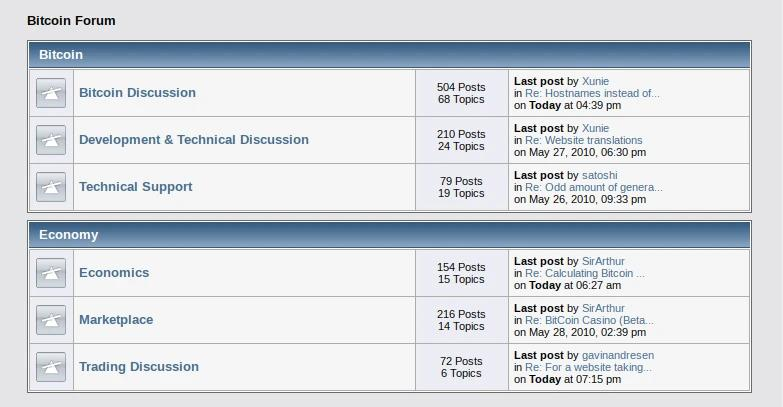 Bitcoin Forum
Bitcoin
Bitcoin Discussion
504 Posts
68 Topics
Last post by Xunie
in Re: Hostnames instead of...
on Today at 04:39 pm
Development & Technical Discussion
210 Posts
24 Topics
Last post by Xunie
in Re: Website translations
on May 27, 2010, 06:30 pm
Technical Support
79 Posts
19 Topics
Last post by satoshi
in Re: Odd amount of genera...
on May 26, 2010, 09:33 pm
Economy
Economics
154 Posts
15 Topics
Last post by SirArthur
in Re: Calculating Bitcoin ...
on Today at 06:27 am
Marketplace
216 Posts
14 Topics
Last post by SirArthur
in Re: BitCoin Casino (Beta...
on May 28, 2010, 02:39 pm
Trading Discussion
72 Posts
6 Topics
Last post by gavinandresen
in Re: For a website taking...
on Today at 07:15 pm